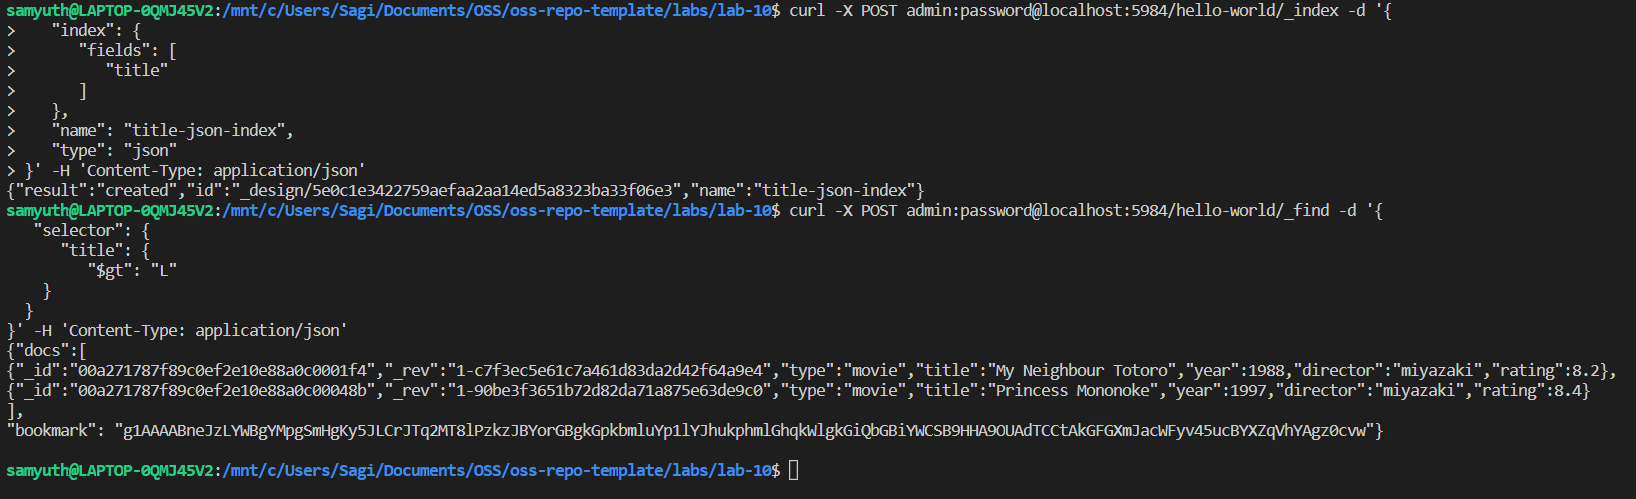 samyuth@LAPTOP-0QMJ45V2:/mnt/c/Users/Sagi/Documents/OSS/oss-repo-template/labs/lab-10$ curl -X POST admin:password@localhost:5984/hello-world/_index -d '{
>    "index": {
>       "fields": [
>          "title"
>       ]
>    },
>    "name": "title-json-index",
>    "type": "json"
> }' -H 'Content-Type: application/json'
{"result":"created","id":"_design/5e0c1e3422759aefaa2aa14ed5a8323ba33f06e3","name":"title-json-index"}
samyuth@LAPTOP-0QMJ45V2:/mnt/c/Users/Sagi/Documents/OSS/oss-repo-template/labs/lab-10$ curl -X POST admin:password@localhost:5984/hello-world/_find -d '{
   "selector": {
      "title": {
         "$gt": "L"
    }
  }
}' -H 'Content-Type: application/json'
{"docs":[
{"_id":"00a271787f89c0ef2e10e88a0c0001f4","_rev":"1-c7f3ec5e61c7a461d83da2d42f64a9e4","type":"movie","title":"My Neighbour Totoro","year":1988,"director":"miyazaki","rating":8.2},
{"_id":"00a271787f89c0ef2e10e88a0c00048b","_rev":"1-90be3f3651b72d82da71a875e63de9c0","type":"movie","title":"Princess Mononoke","year":1997,"director":"miyazaki","rating":8.4}
],
"bookmark": "g1AAAABneJzLYWBgYMpgSmHgKy5JLCrJTq2MT8lPzkzJBYorGBgkGpkbmluYp1lYJhukphmlGhqkWlgkGiQbGBiYWCSB9HHA9OUAdTCCtAkGFGXmJacWFyv45ucBYXZqVhYAgz0cvw"}
samyuth@LAPTOP-0QMJ45V2:/mnt/c/Users/Sagi/Documents/OSS/oss-repo-template/labs/lab-10$